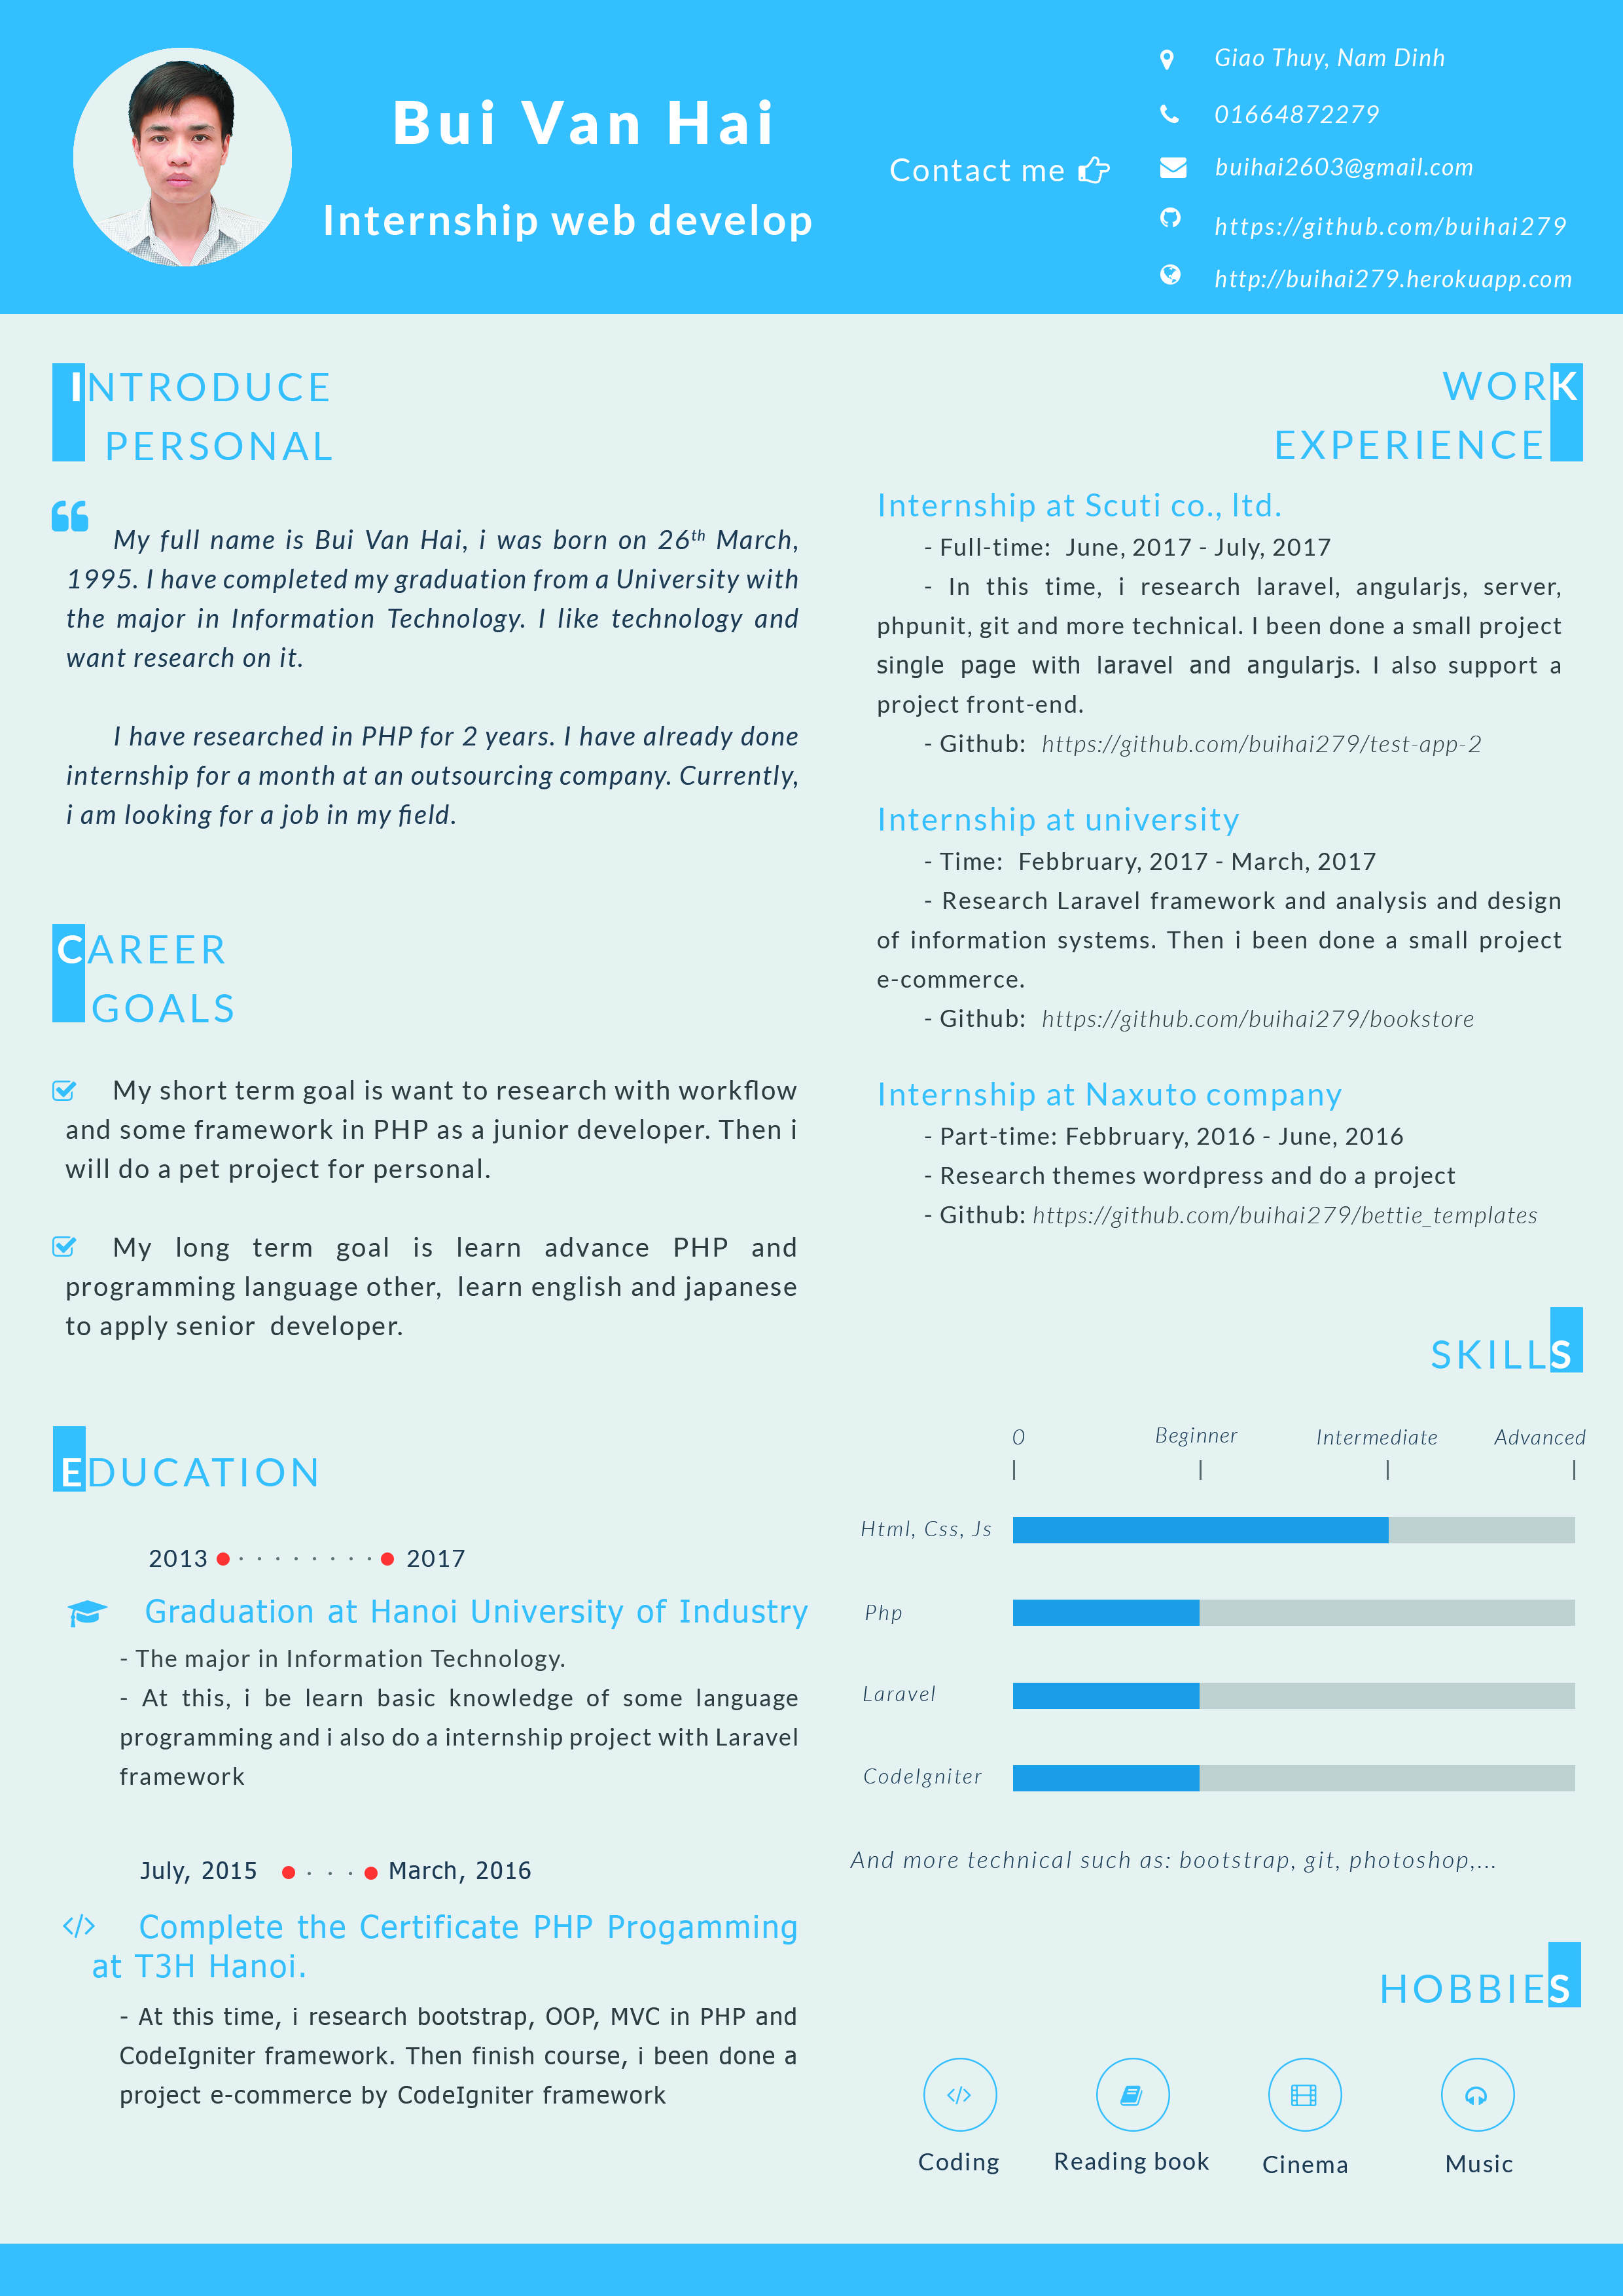 Bui Van Hai
Internship web develop
Contact me
Giao Thuy, Nam Dinh
01664872279
buihai2603@gmail.com
https://github.com/buihai279
http://buihai279.herokuapp.com
INTRODUCE
PERSONAL
My full name is Bui Van Hai, i was born on 26th March,
1995. I have completed my graduation from a University with
the major in Information Technology. I like technology and
want research on it.
I have researched in PHP for 2 years. I have already done
internship for a month at an outsourcing company. Currently,
i am looking for a job in my field.
CAREER
GOALS
My short term goal is want to research with workflow
and some framework in PHP as a junior developer. Then i
will do a pet project for personal.
My long term goal is learn advance PHP and
programming language other, learn english and japanese
to apply senior developer.
EDUCATION
2013 2017
Graduation at Hanoi University of Industry
- The major in Information Technology.
- At this, i be learn basic knowledge of some language
programming and i also do a internship project with Laravel
framework
July, 2015 March, 2016
Complete the Certificate PHP Progamming
at T3H Hanoi.
- At this time, i research bootstrap, OOP, MVC in PHP and
CodeIgniter framework. Then finish course, i been done a
project e-commerce by CodeIgniter framework
WORK
EXPERIENCE
Internship at Scuti co., ltd.
- Full-time: June, 2017 - July, 2017
- In this time, i research laravel, angularjs, server,
phpunit, git and more technical. I been done a small project
single page with laravel and angularjs. I also support a
project front-end.
- Github: https://github.com/buihai279/test-app-2
Internship at university
- Time: Febbruary, 2017 - March, 2017
- Research Laravel framework and analysis and design
of information systems. Then i been done a small project
e-commerce.
- Github: https://github.com/buihai279/bookstore
Internship at Naxuto company
- Part-time: Febbruary, 2016 - June, 2016
- Research themes wordpress and do a project
- Github: https://github.com/buihai279/bettie_templates
SKILLS
0 Beginner Intermediate Advanced
Html, Css, Js
Php
Laravel
CodeIgniter
And more technical such as: bootstrap, git, photoshop,...
HOBBIES
Coding Reading book Cinema Music